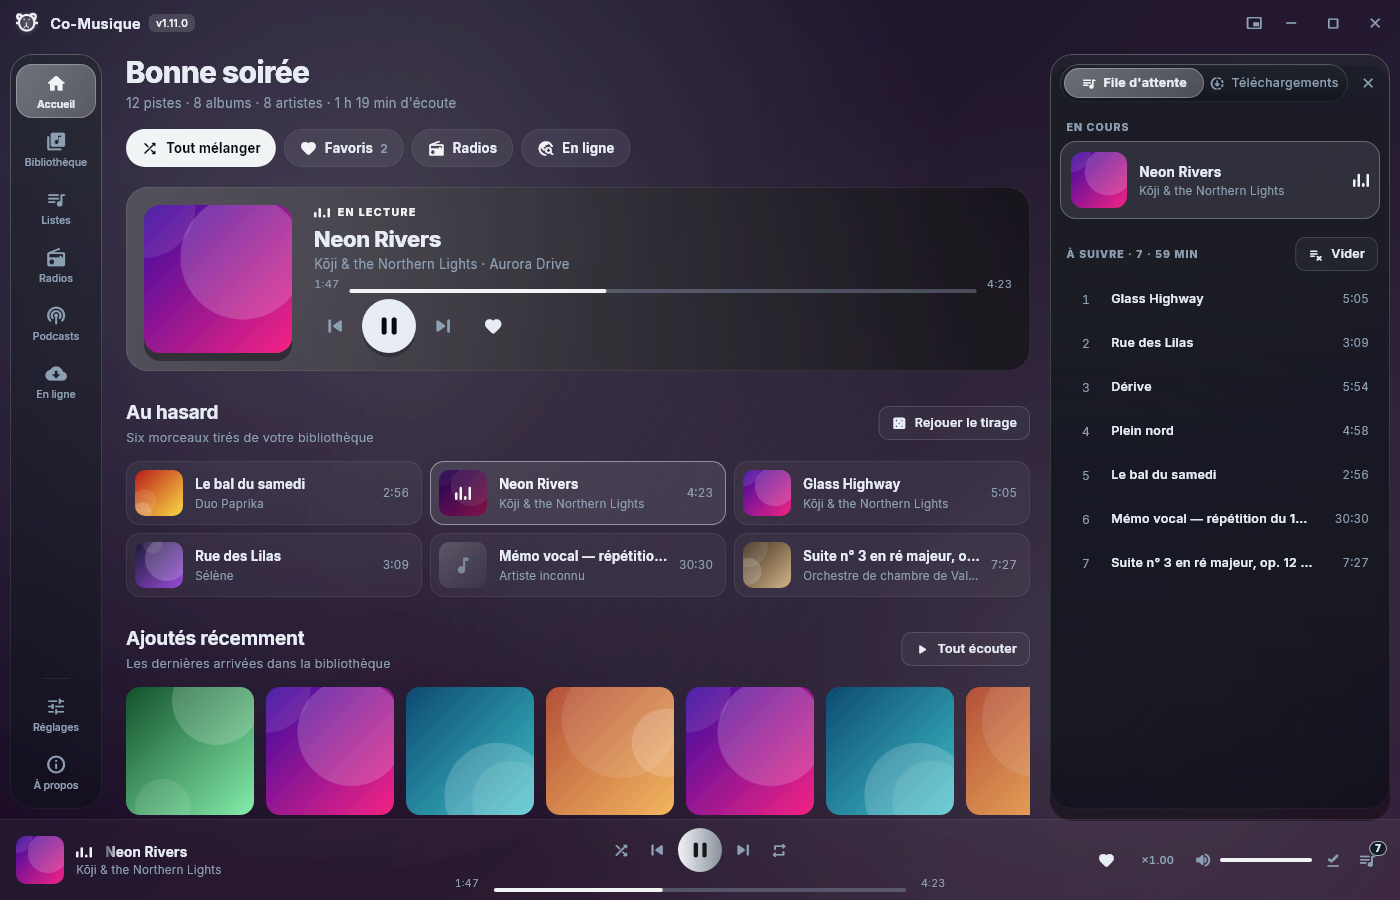 Co-Musique v1.11.0
Accueil
Bibliothèque
Listes
Radios
Podcasts
En ligne
Réglages
À propos
Bonne soirée
12 pistes · 8 albums · 8 artistes · 1 h 19 min d'écoute
Tout mélanger
Favoris 2
Radios
En ligne
EN LECTURE
Neon Rivers
Kōji & the Northern Lights · Aurora Drive
1:47
4:23
Au hasard
Six morceaux tirés de votre bibliothèque
Rejouer le tirage
Le bal du samedi
Duo Paprika
2:56
Neon Rivers
Kōji & the Northern Lights
4:23
Glass Highway
Kōji & the Northern Lights
5:05
Rue des Lilas
Sélène
3:09
Mémo vocal — répétitio...
Artiste inconnu
30:30
Suite n° 3 en ré majeur, o...
Orchestre de chambre de Val...
7:27
Ajoutés récemment
Les dernières arrivées dans la bibliothèque
Tout écouter
File d'attente
Téléchargements
EN COURS
Neon Rivers
Kōji & the Northern Lights
À SUIVRE · 7 · 59 MIN
Vider
1 Glass Highway 5:05
2 Rue des Lilas 3:09
3 Dérive 5:54
4 Plein nord 4:58
5 Le bal du samedi 2:56
6 Mémo vocal — répétition du 1... 30:30
7 Suite n° 3 en ré majeur, op. 12 ... 7:27
Neon Rivers
Kōji & the Northern Lights
1:47
4:23
×1.00
7